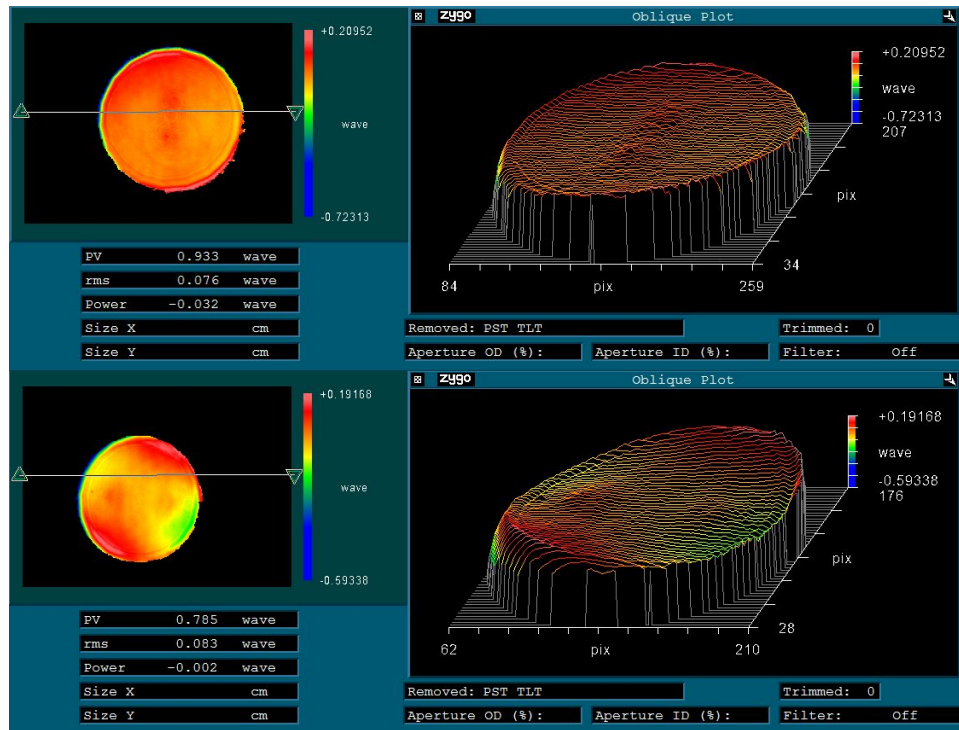 zygo Oblique Plot
+0.20952
wave
-0.72313
+0.20952
wave
-0.72313
207
pix
34
84 pix 259
PV 0.933 wave
rms 0.076 wave
Power -0.032 wave
Size X cm
Size Y cm
Removed: PST TLT Trimmed: 0
Aperture OD (%): Aperture ID (%): Filter: Off
zygo Oblique Plot
+0.19168
wave
-0.59338
+0.19168
wave
-0.59338
176
pix
28
62 pix 210
PV 0.785 wave
rms 0.083 wave
Power -0.002 wave
Size X cm
Size Y cm
Removed: PST TLT Trimmed: 0
Aperture OD (%): Aperture ID (%): Filter: Off